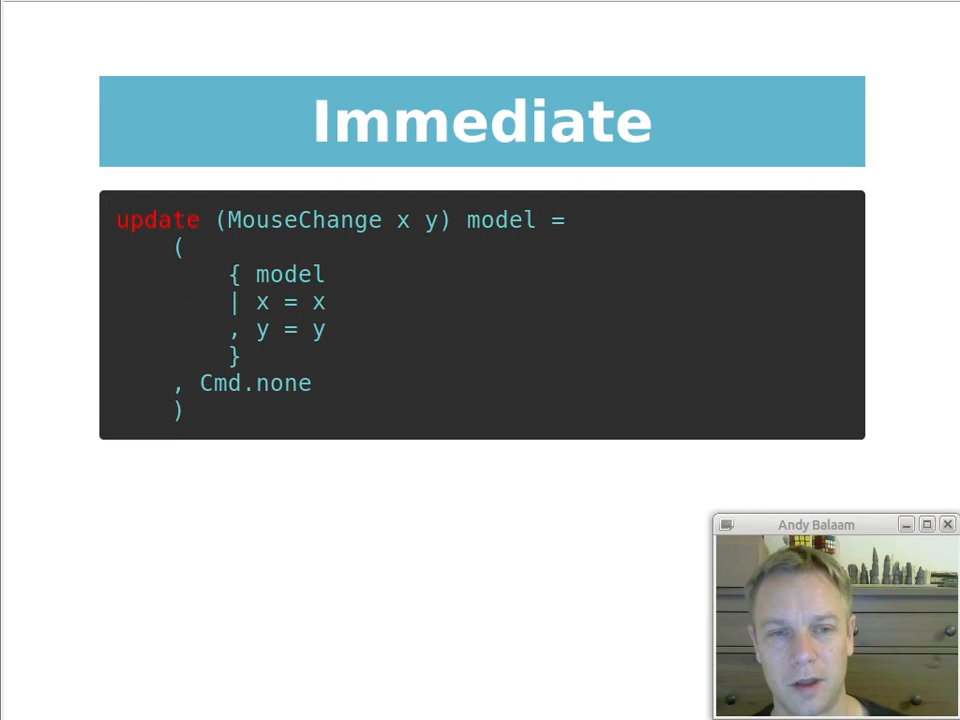 Immediate
update (MouseChange x y) model =
    (
        { model
        | x = x
        , y = y
        }
    , Cmd.none
    )
Andy Balaam